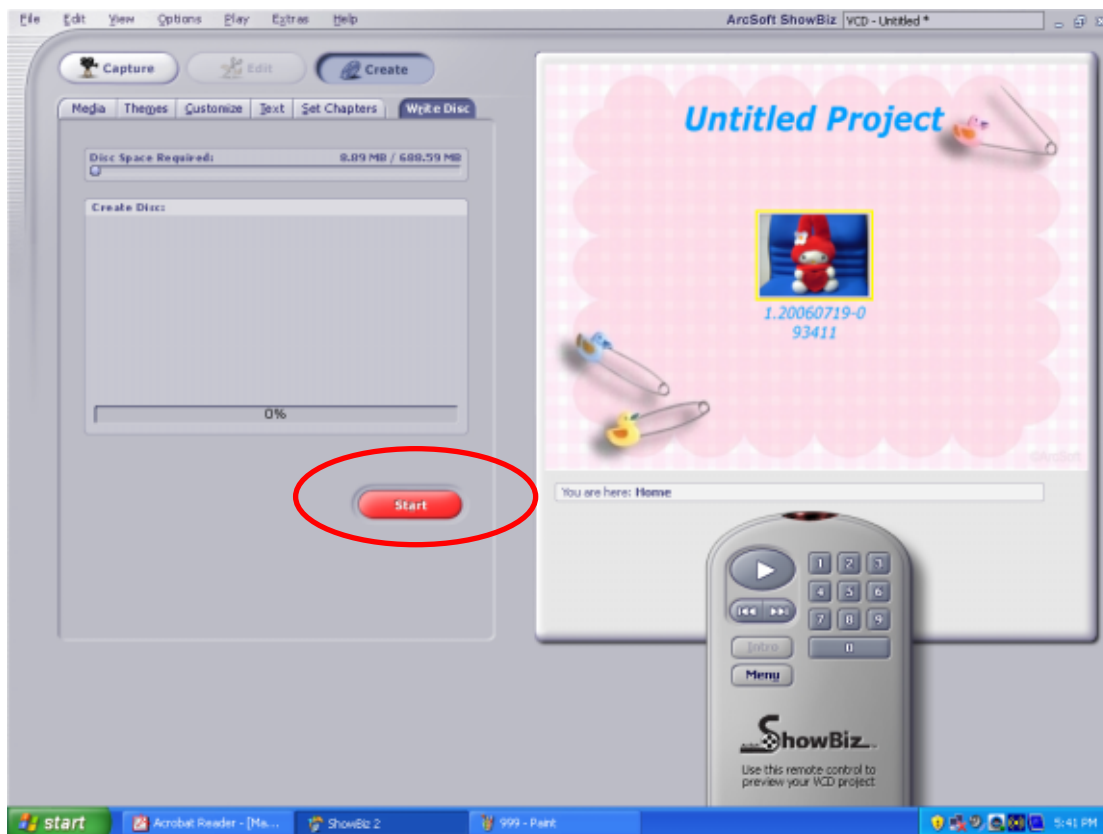 File Edit View Options Play Extras Help
ArcSoft ShowBiz VCD - Untitled *
Capture Edit Create
Media Themes Customize Text Set Chapters Write Disc
Disc Space Required: 8.89 MB / 688.59 MB
Create Disc:
0%
Start
Untitled Project
1.20060719-0
93411
You are here: Home
1 2 3
4 5 6
7 8 9
Intro 0
Menu
ShowBiz
Use this remote control to
preview your VCD project
start Acrobat Reader - [Ma... ShowBiz 2 999 - Paint 5:41 PM